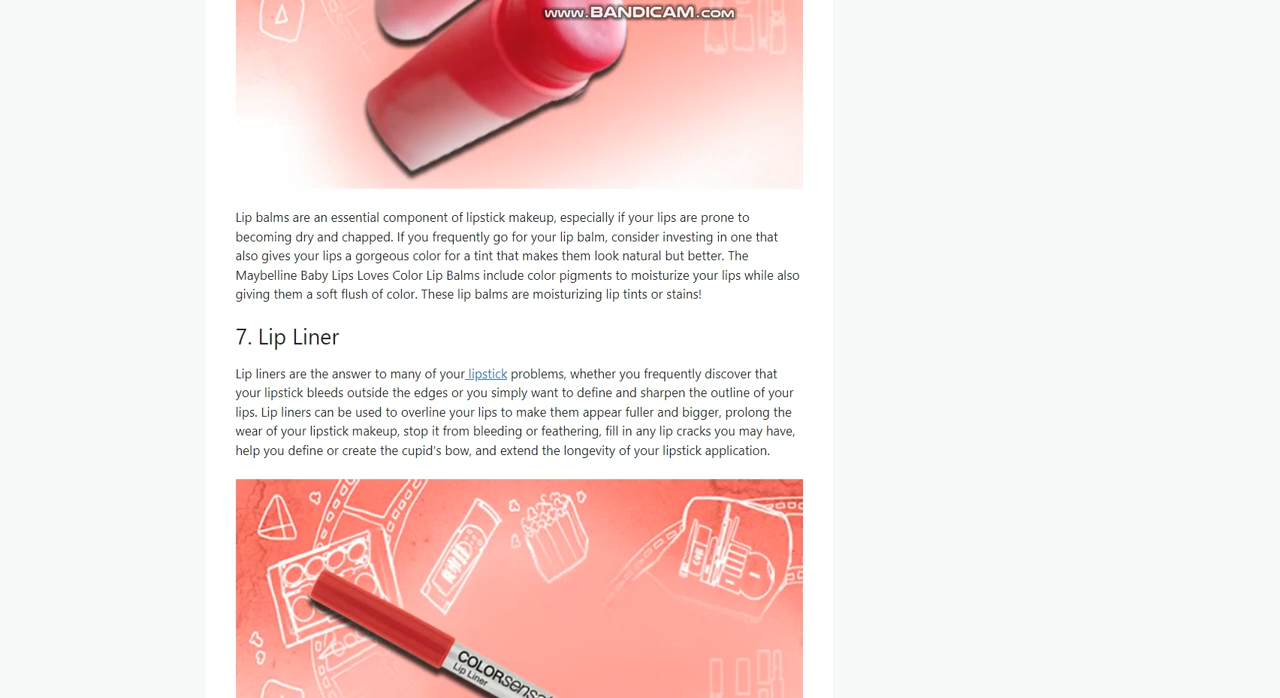 www.BANDICAM.com
Lip balms are an essential component of lipstick makeup, especially if your lips are prone to
becoming dry and chapped. If you frequently go for your lip balm, consider investing in one that
also gives your lips a gorgeous color for a tint that makes them look natural but better. The
Maybelline Baby Lips Loves Color Lip Balms include color pigments to moisturize your lips while also
giving them a soft flush of color. These lip balms are moisturizing lip tints or stains!
7. Lip Liner
Lip liners are the answer to many of your lipstick problems, whether you frequently discover that
your lipstick bleeds outside the edges or you simply want to define and sharpen the outline of your
lips. Lip liners can be used to overline your lips to make them appear fuller and bigger, prolong the
wear of your lipstick makeup, stop it from bleeding or feathering, fill in any lip cracks you may have,
help you define or create the cupid's bow, and extend the longevity of your lipstick application.
Lip Liner